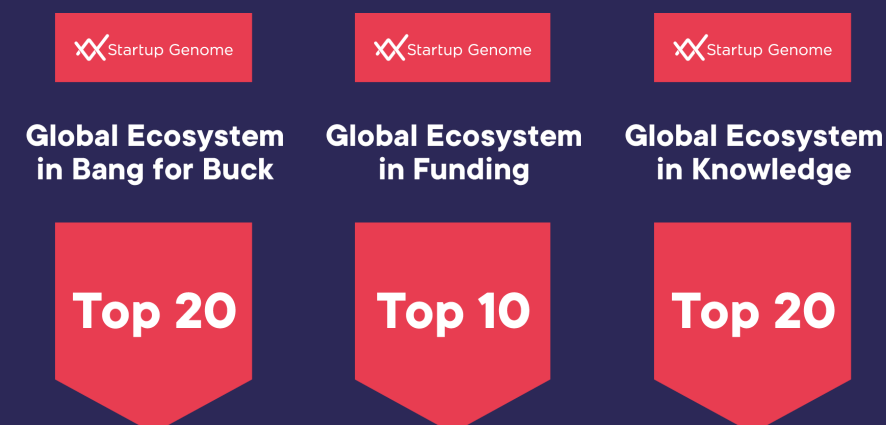 Startup Genome
Global Ecosystem
in Bang for Buck
Top 20
Startup Genome
Global Ecosystem
in Funding
Top 10
Startup Genome
Global Ecosystem
in Knowledge
Top 20